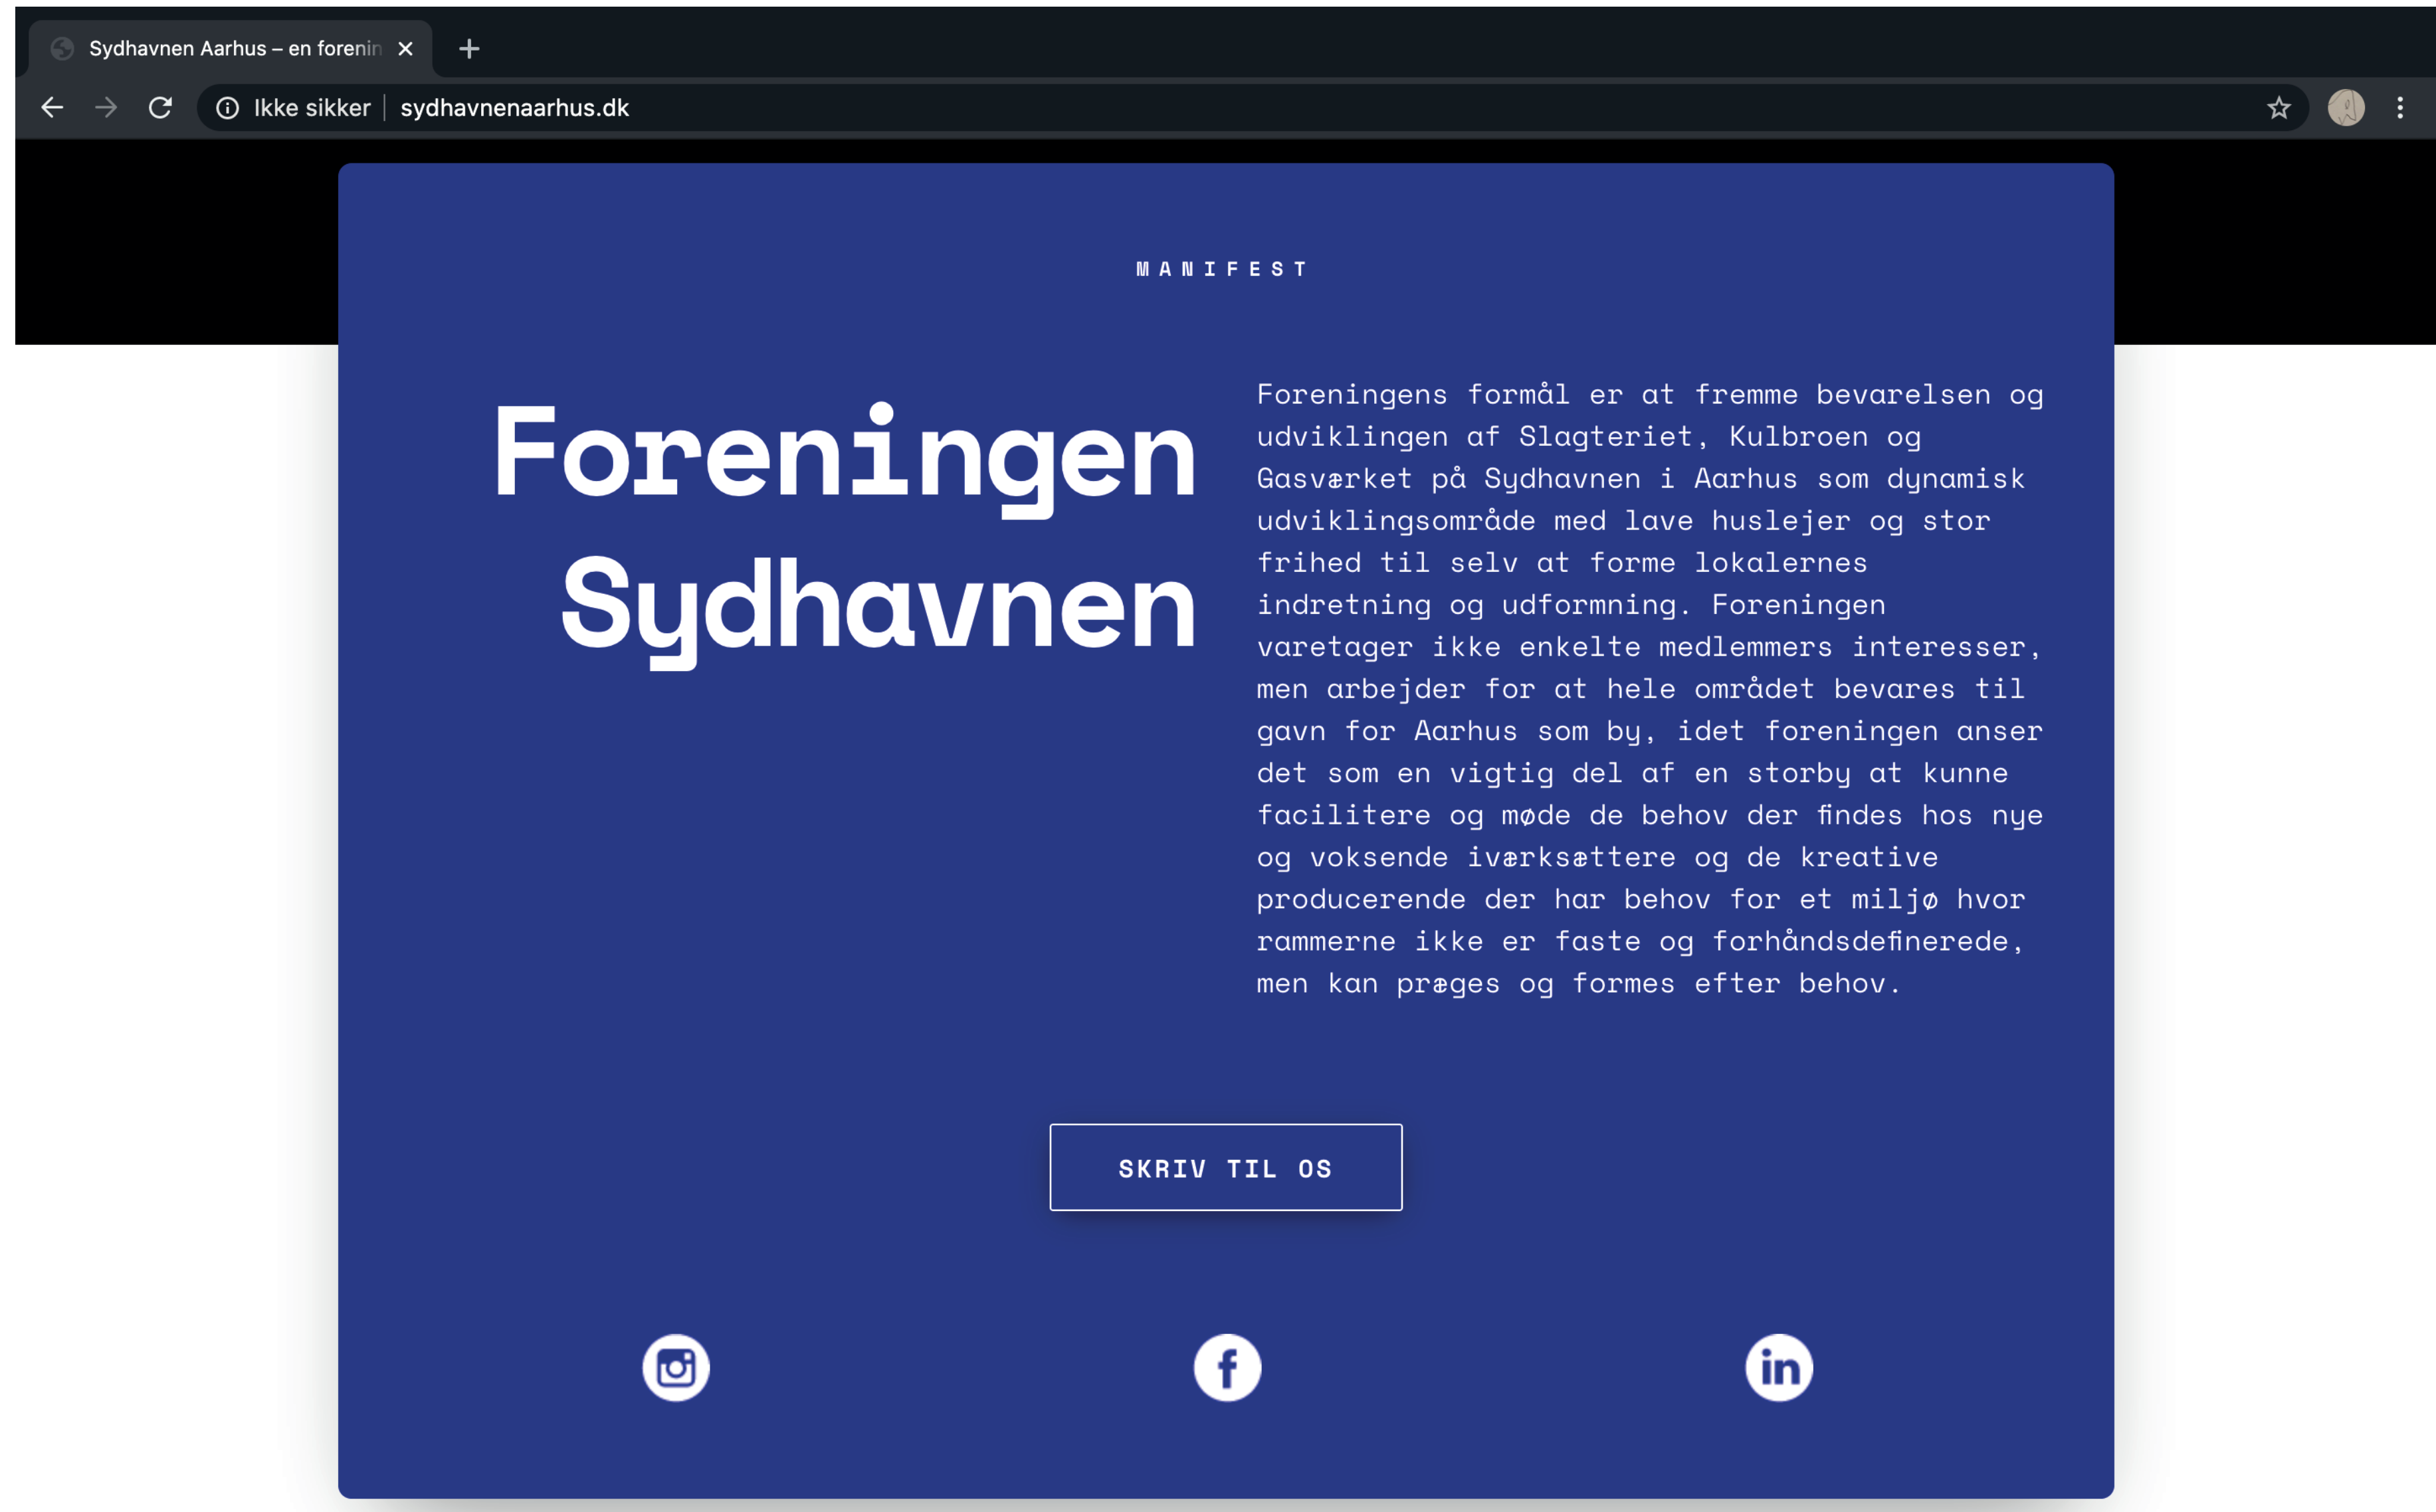 Sydhavnen Aarhus – en forenin
Ikke sikker
sydhavnenaarhus.dk
MANIFEST
Foreningen
Sydhavnen
Foreningens formål er at fremme bevarelsen og
udviklingen af Slagteriet, Kulbroen og
Gasværket på Sydhavnen i Aarhus som dynamisk
udviklingsområde med lave huslejer og stor
frihed til selv at forme lokalernes
indretning og udformning. Foreningen
varetager ikke enkelte medlemmers interesser,
men arbejder for at hele området bevares til
gavn for Aarhus som by, idet foreningen anser
det som en vigtig del af en storby at kunne
facilitere og møde de behov der findes hos nye
og voksende iværksættere og de kreative
producerende der har behov for et miljø hvor
rammerne ikke er faste og forhåndsdefinerede,
men kan præges og formes efter behov.
SKRIV TIL OS